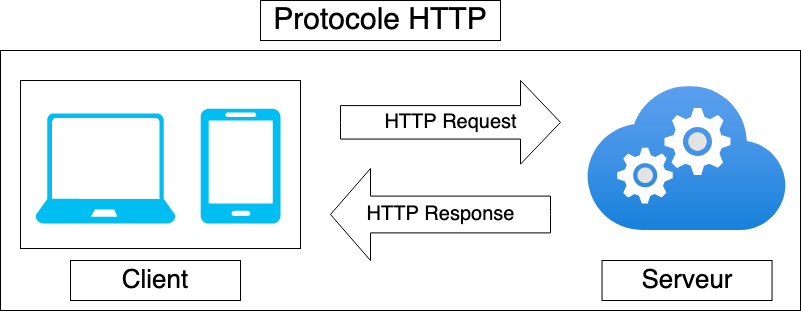 Protocole HTTP
HTTP Request
HTTP Response
Client
Serveur